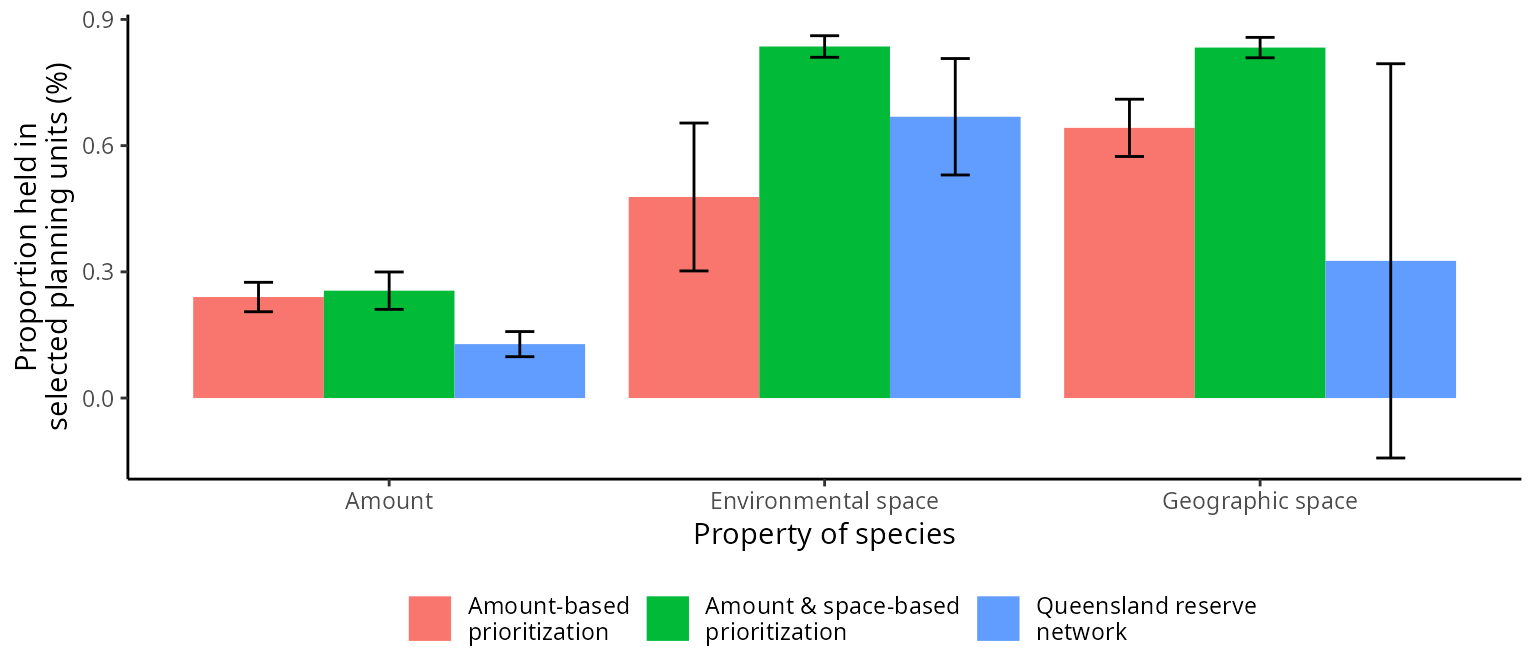 Proportion held in
selected planning units (%)
0.9
0.6
0.3
0.0
Amount
Environmental space
Geographic space
Property of species
Amount-based
prioritization
Amount & space-based
prioritization
Queensland reserve
network